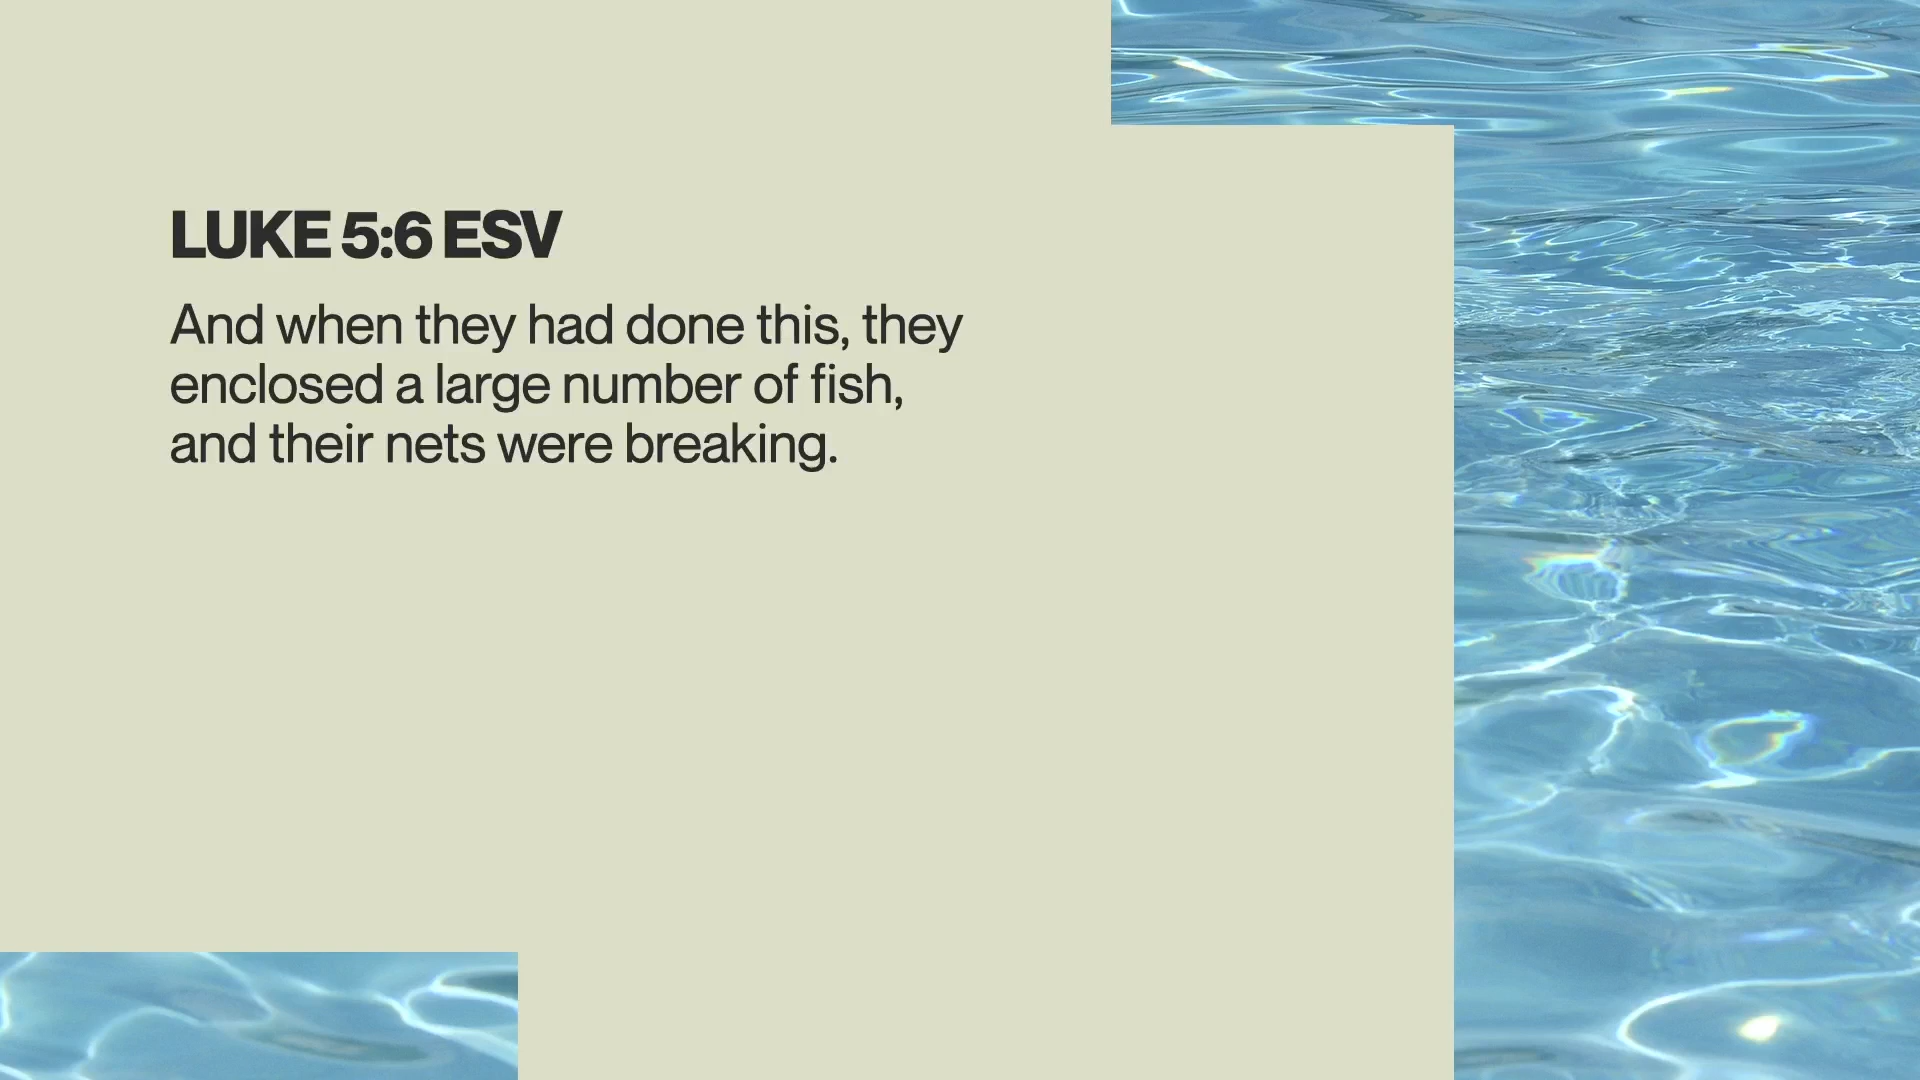 LUKE 5:6 ESV
And when they had done this, they
enclosed a large number of fish,
and their nets were breaking.